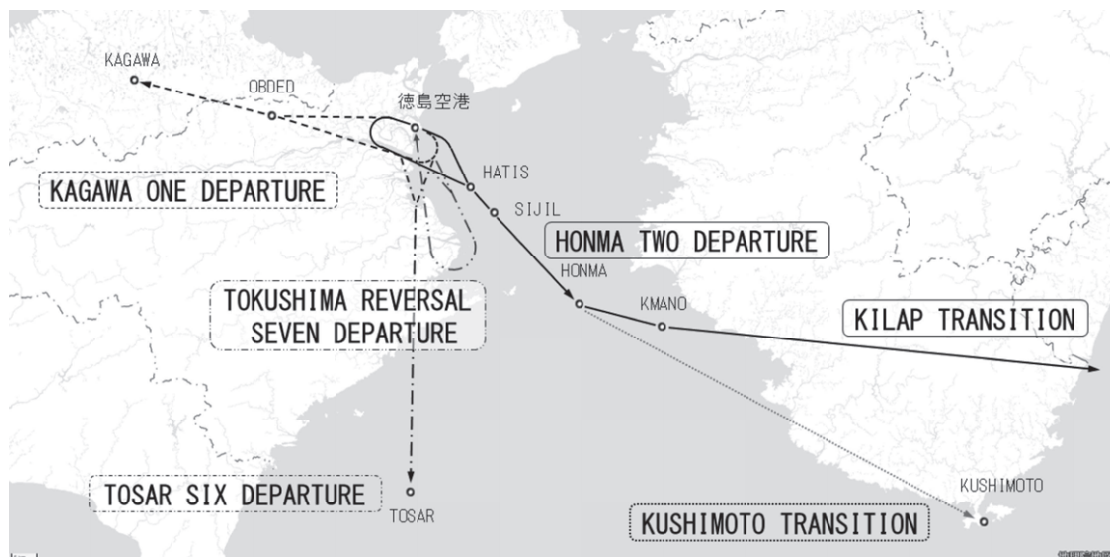 KAGAWA
OBDED
徳島空港
KAGAWA ONE DEPARTURE
HATIS
SIJIL
HONMA TWO DEPARTURE
HONMA
TOKUSHIMA REVERSAL
SEVEN DEPARTURE
KMANO
KILAP TRANSITION
TOSAR SIX DEPARTURE
TOSAR
KUSHIMOTO
KUSHIMOTO TRANSITION